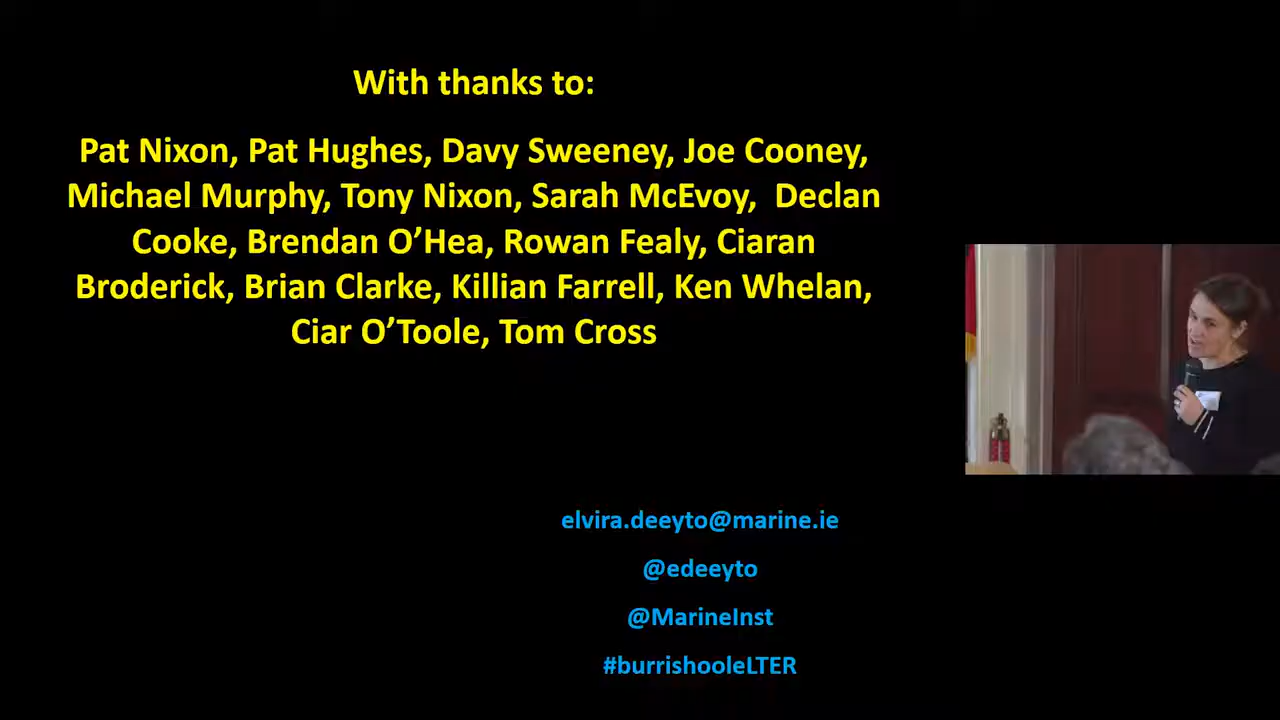 With thanks to:
Pat Nixon, Pat Hughes, Davy Sweeney, Joe Cooney,
Michael Murphy, Tony Nixon, Sarah McEvoy,  Declan
Cooke, Brendan O’Hea, Rowan Fealy, Ciaran
Broderick, Brian Clarke, Killian Farrell, Ken Whelan,
Ciar O’Toole, Tom Cross
elvira.deeyto@marine.ie
@edeeyto
@MarineInst
#burrishooleLTER